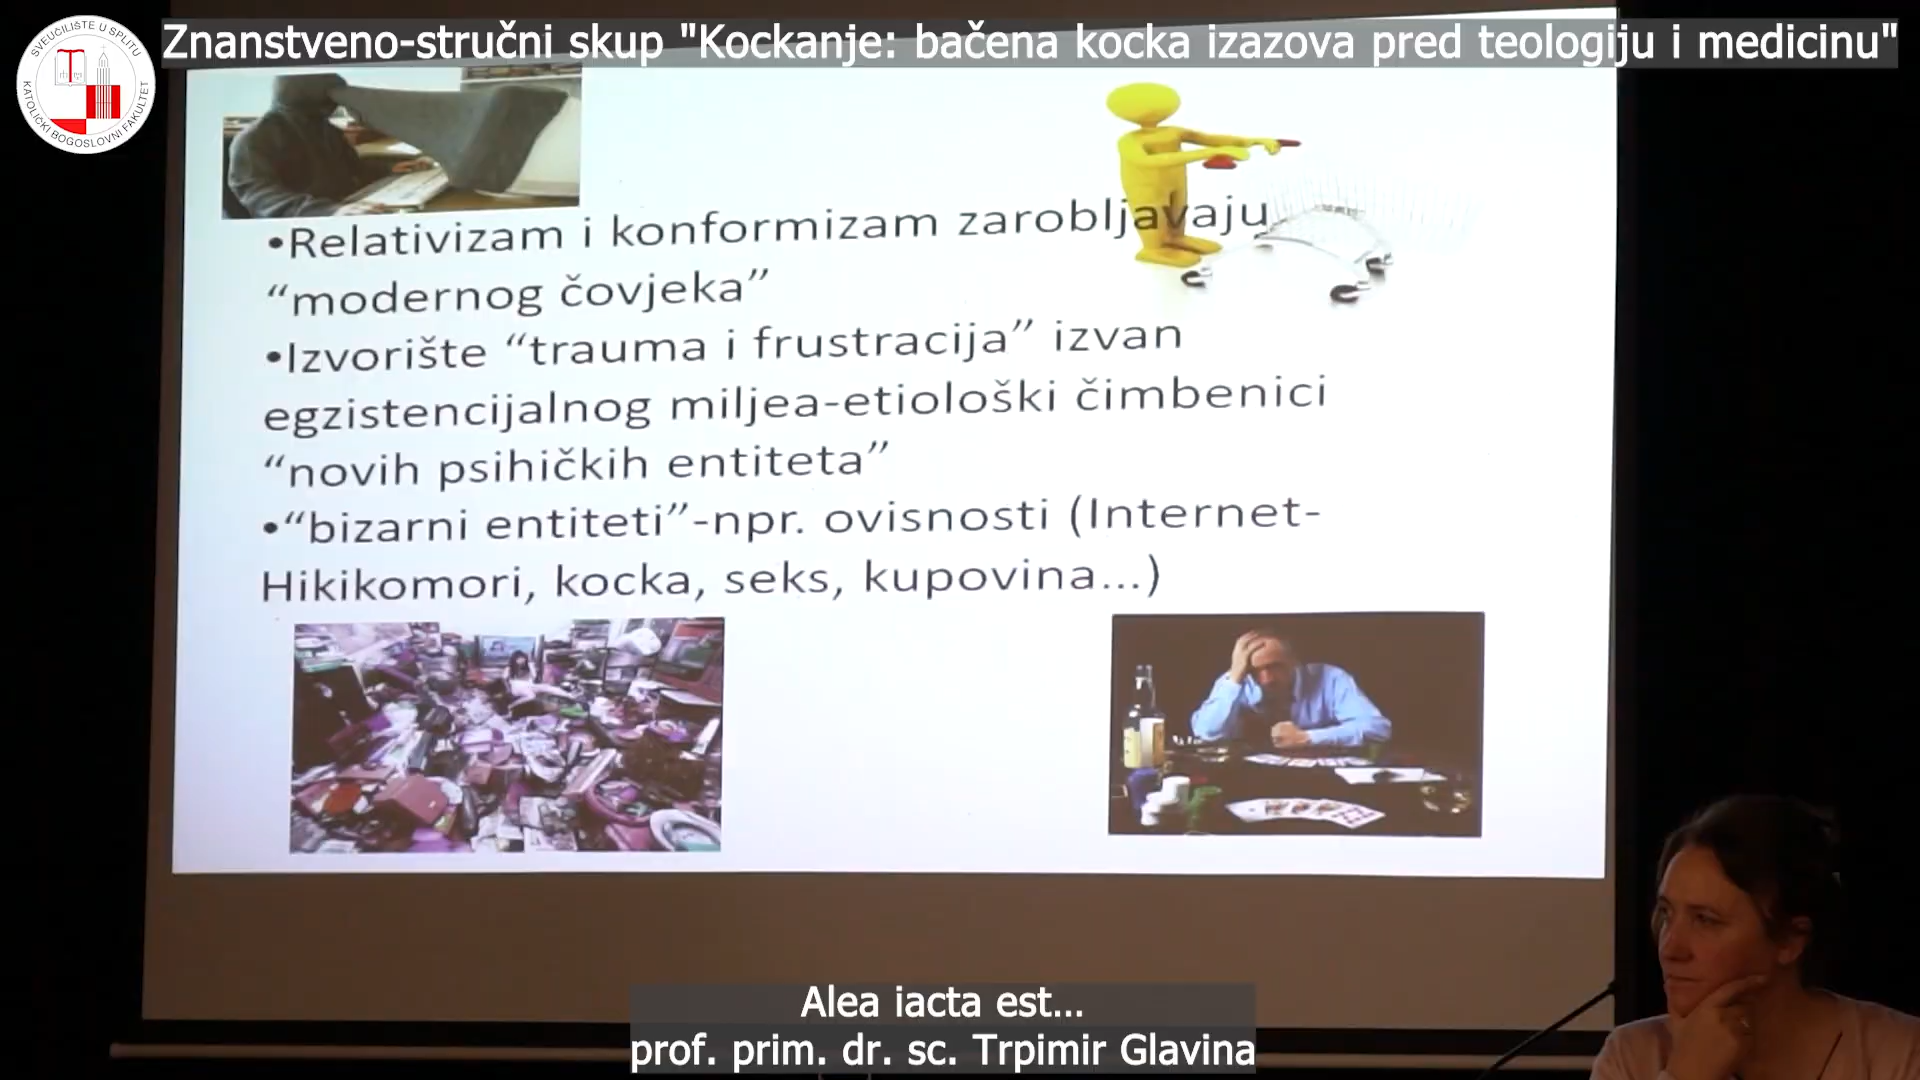 SVEUČILIŠTE U SPLITU
KATOLIČKI BOGOSLOVNI FAKULTET
Znanstveno-stručni skup "Kockanje: bačena kocka izazova pred teologiju i medicinu"
•Relativizam i konformizam zarobljavaju
“modernog čovjeka”
•Izvorište “trauma i frustracija” izvan
egzistencijalnog miljea-etiološki čimbenici
“novih psihičkih entiteta”
•“bizarni entiteti”-npr. ovisnosti (Internet-
Hikikomori, kocka, seks, kupovina...)
Alea iacta est...
prof. prim. dr. sc. Trpimir Glavina